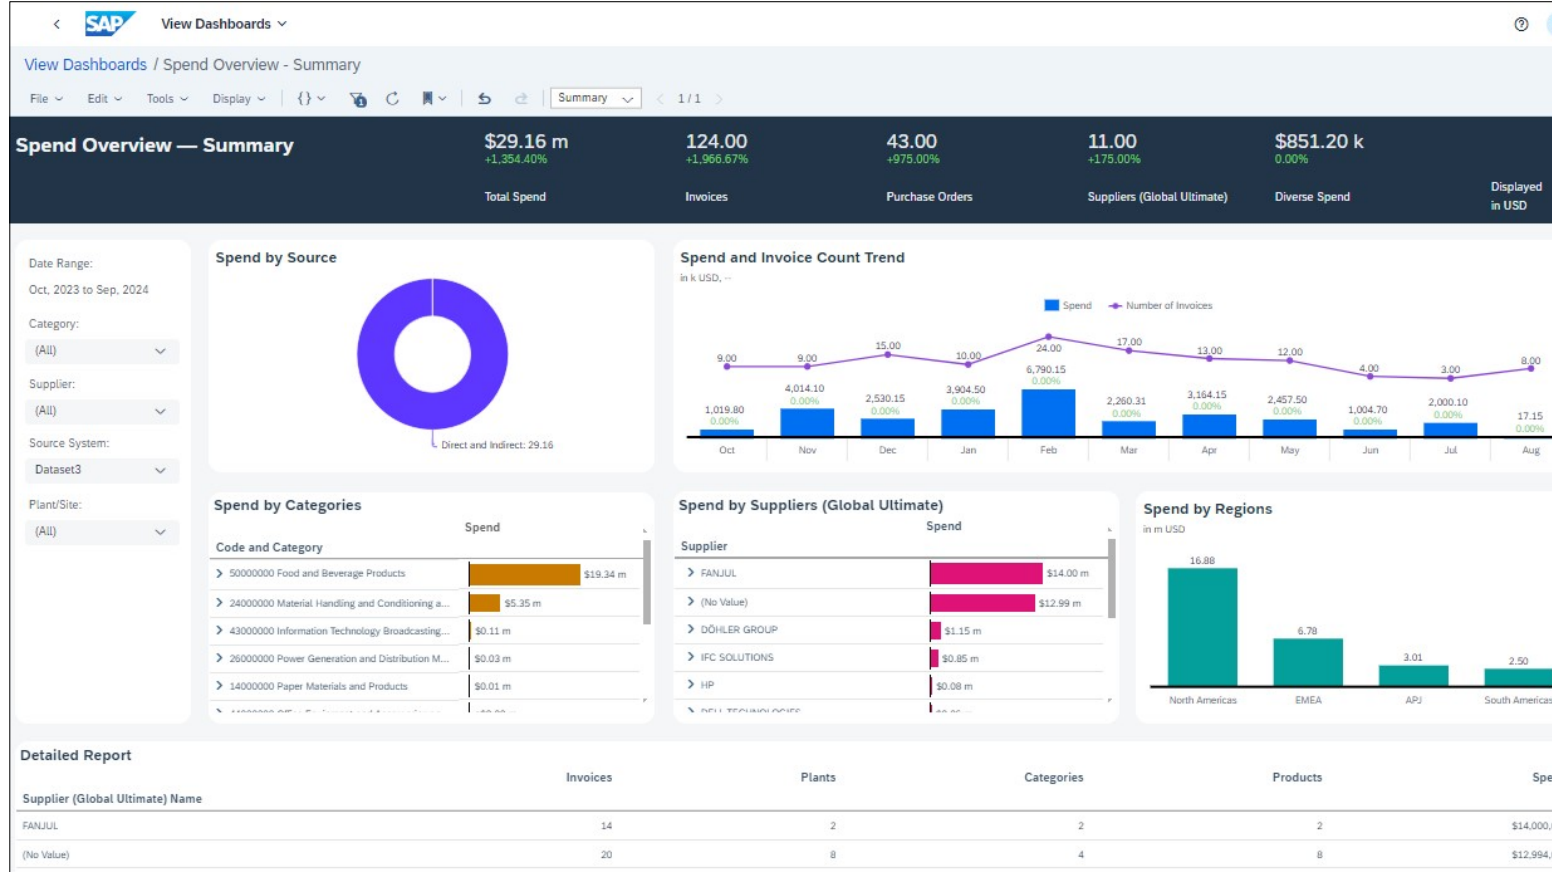 SAP View Dashboards
View Dashboards / Spend Overview - Summary
File Edit Tools Display {} 1 Summary 1 / 1
Spend Overview — Summary
$29.16 m
+1,354.40%
Total Spend
124.00
+1,966.67%
Invoices
43.00
+975.00%
Purchase Orders
11.00
+175.00%
Suppliers (Global Ultimate)
$851.20 k
0.00%
Diverse Spend
Displayed
in USD
Date Range:
Oct, 2023 to Sep, 2024
Category:
(All)
Supplier:
(All)
Source System:
Dataset3
Plant/Site:
(All)
Spend by Source
Direct and Indirect: 29.16
Spend and Invoice Count Trend
in k USD, --
Spend Number of Invoices
9.00 9.00 15.00 10.00 24.00 17.00 13.00 12.00 4.00 3.00 8.00
1,019.80 4,014.10 2,530.15 3,904.50 6,790.15 2,260.31 3,164.15 2,457.50 1,004.70 2,000.10 17.15
0.00% 0.00% 0.00% 0.00% 0.00% 0.00% 0.00% 0.00% 0.00% 0.00% 0.00%
Oct Nov Dec Jan Feb Mar Apr May Jun Jul Aug
Spend by Categories
Spend
Code and Category
50000000 Food and Beverage Products $19.34 m
24000000 Material Handling and Conditioning a... $5.35 m
43000000 Information Technology Broadcasting... $0.11 m
26000000 Power Generation and Distribution M... $0.03 m
14000000 Paper Materials and Products $0.01 m
Spend by Suppliers (Global Ultimate)
Spend
Supplier
FANJUL $14.00 m
(No Value) $12.99 m
DÖHLER GROUP $1.15 m
IFC SOLUTIONS $0.85 m
HP $0.08 m
DELL TECHNOLOGIES
Spend by Regions
in m USD
16.88 6.78 3.01 2.50
North Americas EMEA APJ South Americas
Detailed Report
Invoices Plants Categories Products Spe
Supplier (Global Ultimate) Name
FANJUL 14 2 2 2 $14,000,
(No Value) 20 8 4 8 $12,994,